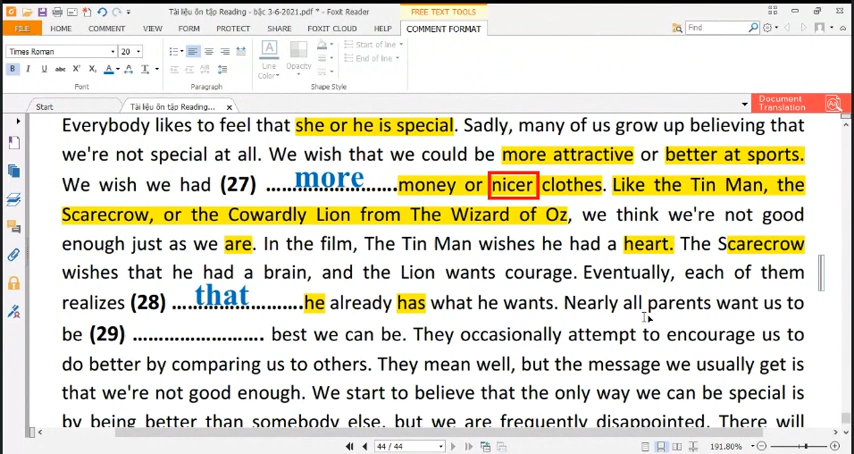 Tài liệu ôn tập Reading - bậc 3-6-2021.pdf * - Foxit Reader
FREE TEXT TOOLS
FILE HOME COMMENT VIEW FORM PROTECT SHARE FOXIT CLOUD HELP COMMENT FORMAT
Find
Times Roman 20
Start of line
End of line
Line Color Opacity
Font Paragraph Shape Style
Start Tài liệu ôn tập Reading...
Document Translation
Everybody likes to feel that she or he is special. Sadly, many of us grow up believing that
we're not special at all. We wish that we could be more attractive or better at sports.
We wish we had (27) ...more...money or nicer clothes. Like the Tin Man, the
Scarecrow, or the Cowardly Lion from The Wizard of Oz, we think we're not good
enough just as we are. In the film, The Tin Man wishes he had a heart. The Scarecrow
wishes that he had a brain, and the Lion wants courage. Eventually, each of them
realizes (28) ...that...he already has what he wants. Nearly all parents want us to
be (29) ........................ best we can be. They occasionally attempt to encourage us to
do better by comparing us to others. They mean well, but the message we usually get is
that we're not good enough. We start to believe that the only way we can be special is
by being better than somebody else, but we are frequently disappointed. There will
44 / 44
191.80%